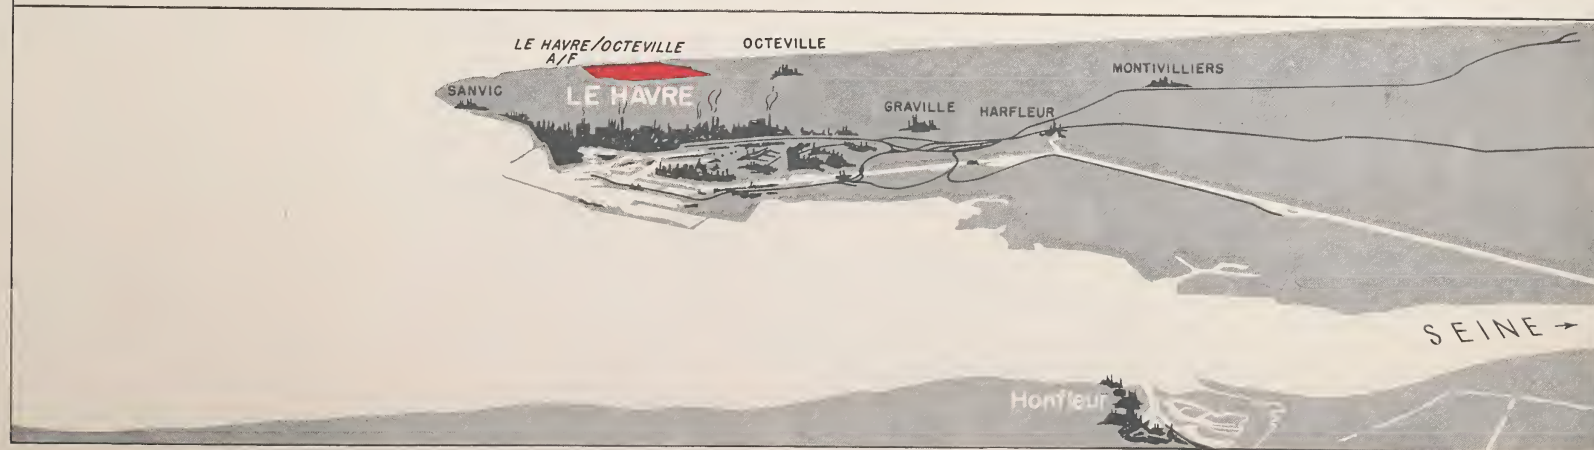 LE HAVRE/OCTEVILLE
A/F
OCTEVILLE
SANVIC
LE HAVRE
MONTIVILLIERS
GRAVILLE
HARFLEUR
SEINE →
Honfleur